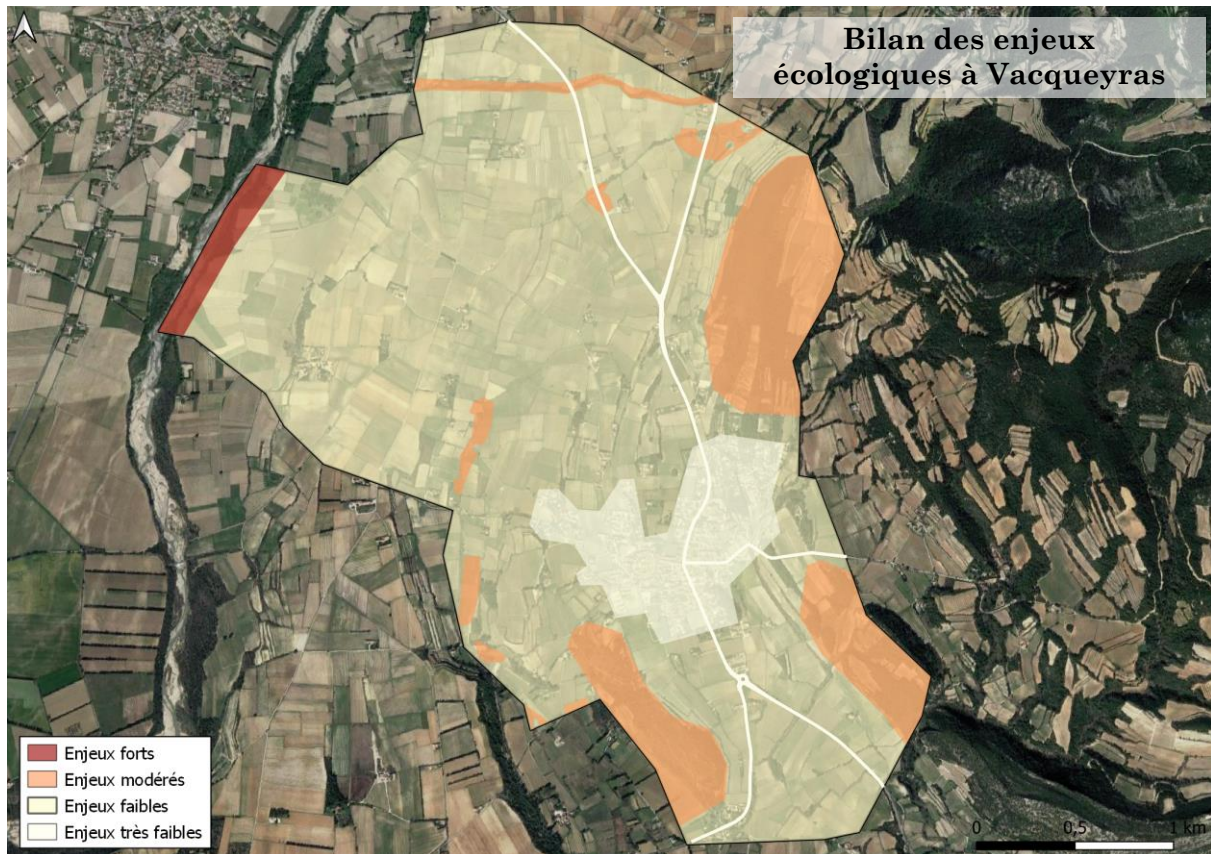 Bilan des enjeux
écologiques à Vacqueyras
Enjeux forts
Enjeux modérés
Enjeux faibles
Enjeux très faibles
0 0,5 1 km